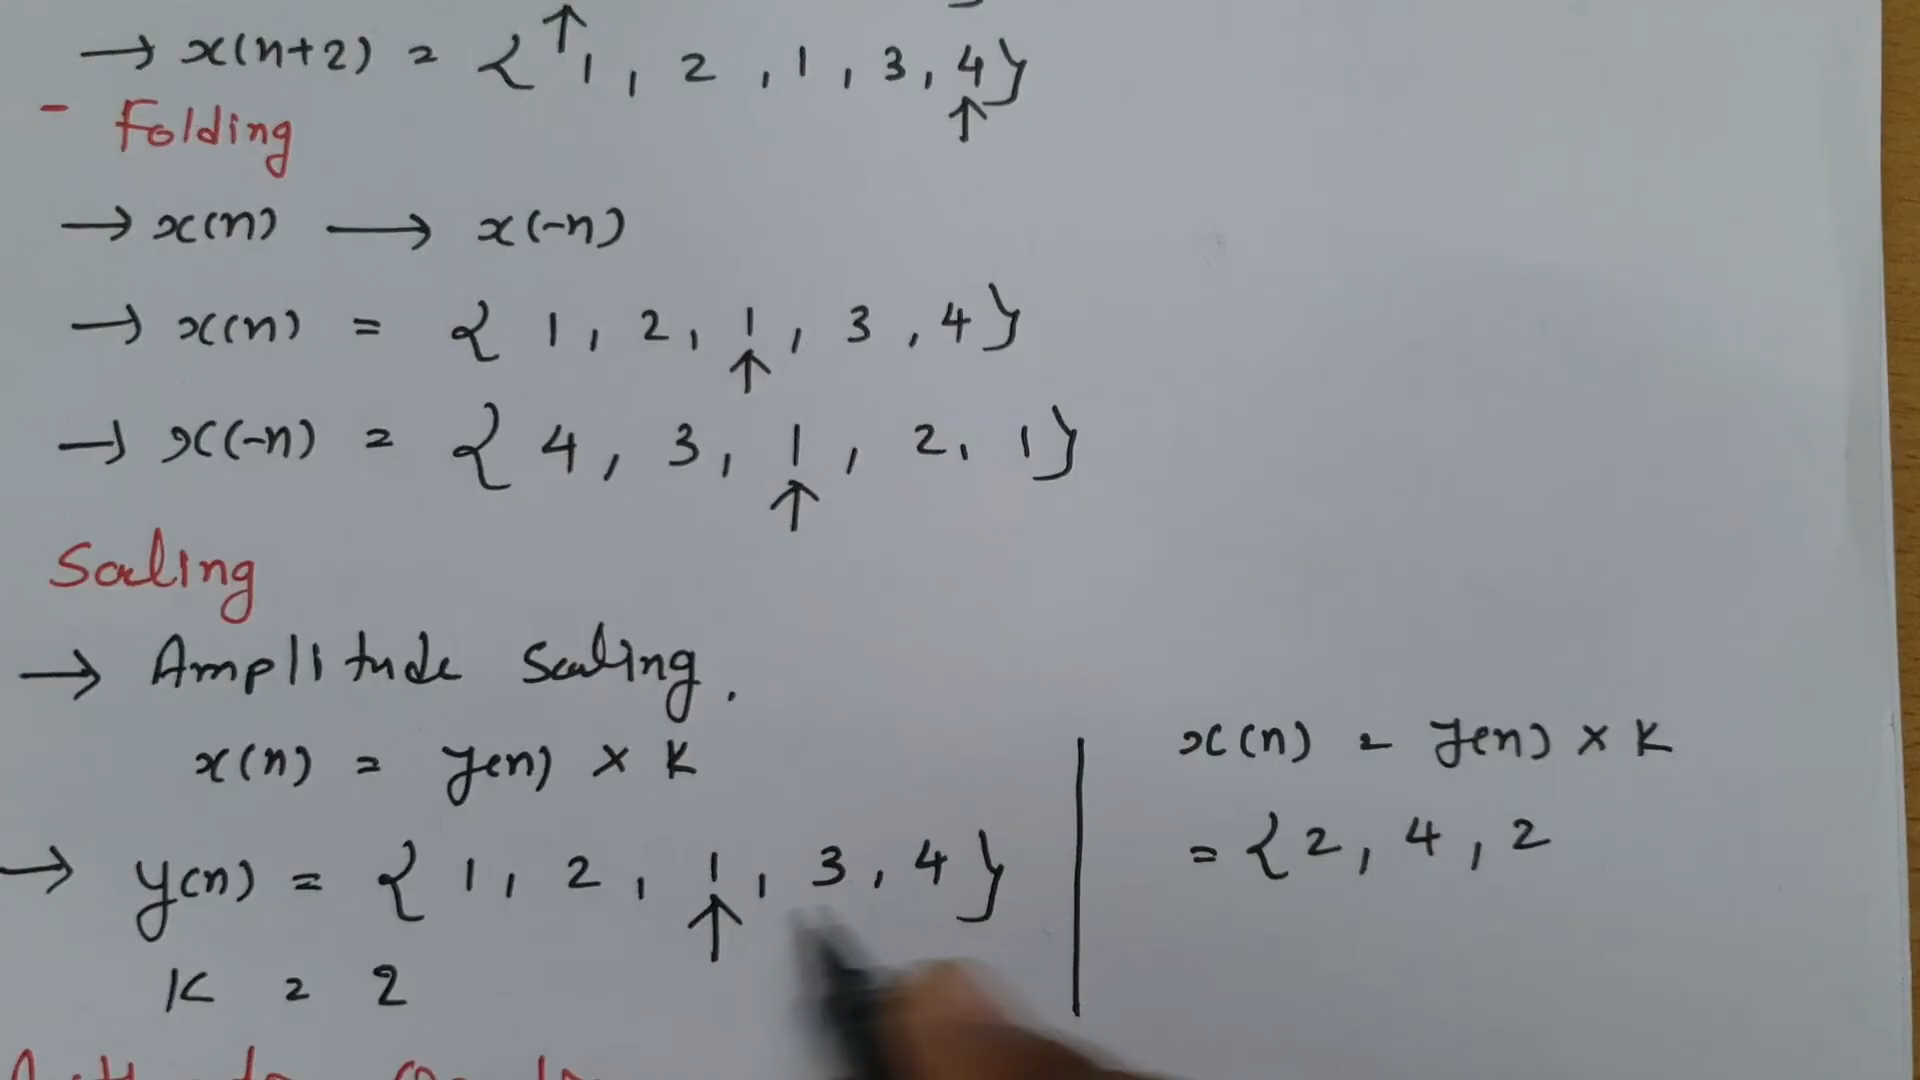 → x(n+2) = {↑1, 2, 1, 3, 4}
↑
- Folding
→ x(n) → x(-n)
→ x(n) = { 1, 2, 1, 3, 4}
↑
→ x(-n) = { 4, 3, 1, 2, 1}
↑
Scaling
→ Amplitude Scaling.
x(n) = y(n) × K
→ y(n) = { 1, 2, 1, 3, 4}
↑
K = 2
x(n) = y(n) × K
= {2, 4, 2